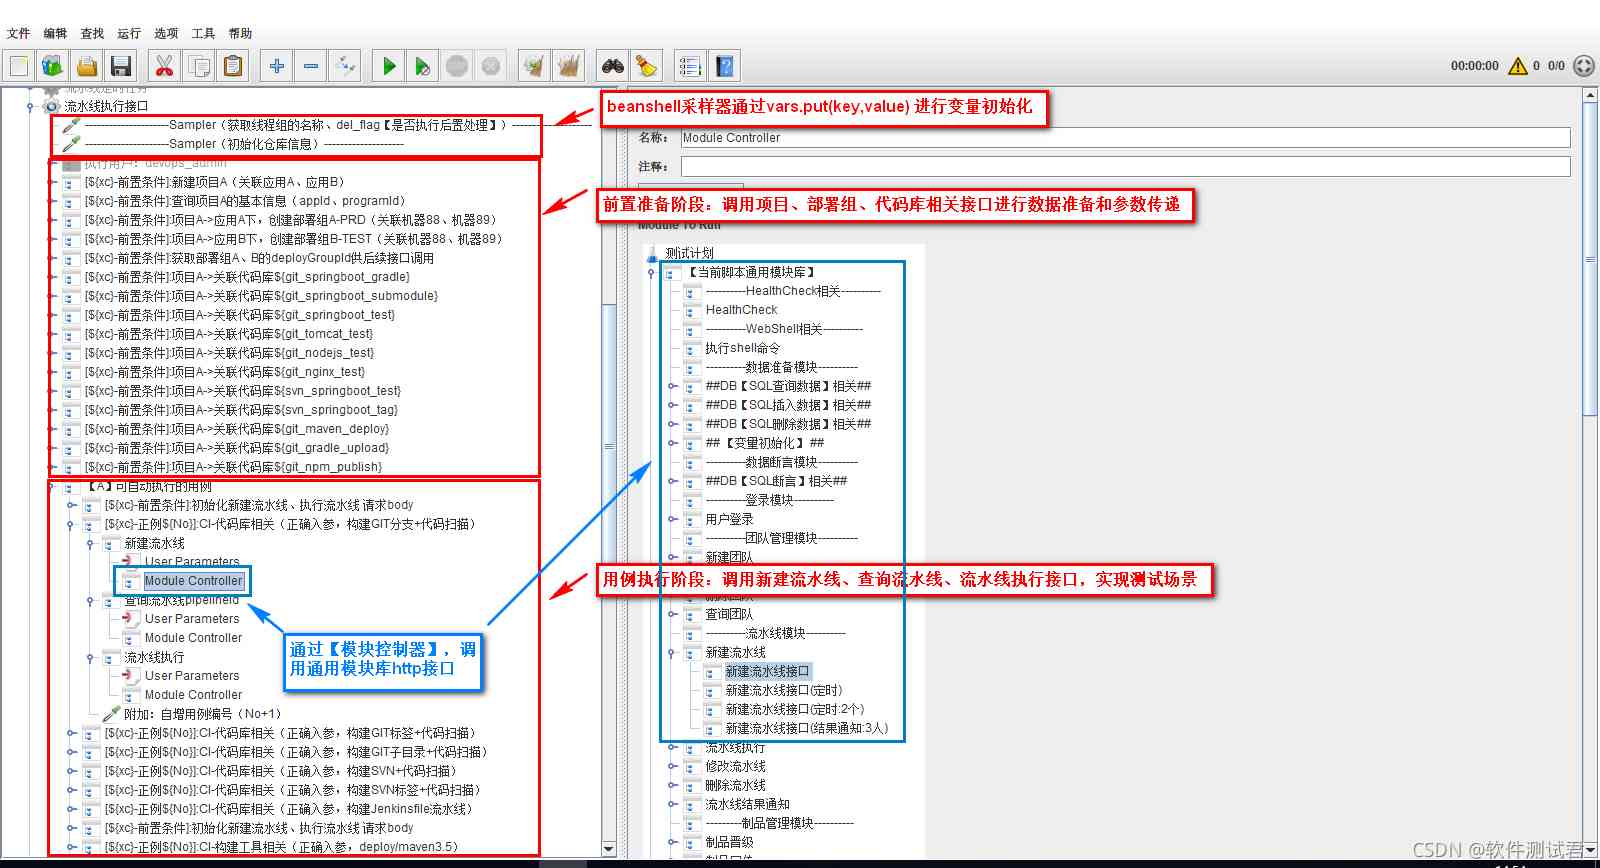 文件 编辑 查找 运行 选项 工具 帮助
00:00:00 0 0/0
流水线执行接口
---------------------Sampler（获取线程组的名称、del_flag【是否执行后置处理】）--------------------
---------------------Sampler（初始化仓库信息）--------------------
执行用户：devops_admin
[${xc}-前置条件]:新建项目A（关联应用A、应用B）
[${xc}-前置条件]:查询项目A的基本信息（appId、programId）
[${xc}-前置条件]:项目A->应用A下，创建部署组A-PRD（关联机器88、机器89）
[${xc}-前置条件]:项目A->应用B下，创建部署组B-TEST（关联机器88、机器89）
[${xc}-前置条件]:获取部署组A、B的deployGroupId供后续接口调用
[${xc}-前置条件]:项目A->关联代码库${git_springboot_gradle}
[${xc}-前置条件]:项目A->关联代码库${git_springboot_submodule}
[${xc}-前置条件]:项目A->关联代码库${git_springboot_test}
[${xc}-前置条件]:项目A->关联代码库${git_tomcat_test}
[${xc}-前置条件]:项目A->关联代码库${git_nodejs_test}
[${xc}-前置条件]:项目A->关联代码库${git_nginx_test}
[${xc}-前置条件]:项目A->关联代码库${svn_springboot_test}
[${xc}-前置条件]:项目A->关联代码库${svn_springboot_tag}
[${xc}-前置条件]:项目A->关联代码库${git_maven_deploy}
[${xc}-前置条件]:项目A->关联代码库${git_gradle_upload}
[${xc}-前置条件]:项目A->关联代码库${git_npm_publish}
【A】可自动执行的用例
[${xc}-前置条件]:初始化新建流水线、执行流水线 请求body
[${xc}-正例${No}]:CI-代码库相关（正确入参，构建GIT分支+代码扫描）
新建流水线
User Parameters
Module Controller
查询流水线pipelineId
User Parameters
Module Controller
流水线执行
User Parameters
Module Controller
附加：自增用例编号（No+1）
[${xc}-正例${No}]:CI-代码库相关（正确入参，构建GIT标签+代码扫描）
[${xc}-正例${No}]:CI-代码库相关（正确入参，构建GIT子目录+代码扫描）
[${xc}-正例${No}]:CI-代码库相关（正确入参，构建SVN+代码扫描）
[${xc}-正例${No}]:CI-代码库相关（正确入参，构建SVN标签+代码扫描）
[${xc}-正例${No}]:CI-代码库相关（正确入参，构建Jenkinsfile流水线）
[${xc}-前置条件]:初始化新建流水线、执行流水线 请求body
[${xc}-正例${No}]:CI-构建工具相关（正确入参，deploy/maven3.5）
通过【模块控制器】，调
用通用模块库http接口
beanshell采样器通过vars.put(key,value) 进行变量初始化
名称： Module Controller
注释：
前置准备阶段：调用项目、部署组、代码库相关接口进行数据准备和参数传递
Module To Run
测试计划
【当前脚本通用模块库】
----------HealthCheck相关----------
HealthCheck
----------WebShell相关----------
执行shell命令
----------数据准备模块----------
##DB【SQL查询数据】相关##
##DB【SQL插入数据】相关##
##DB【SQL删除数据】相关##
##【变量初始化】##
----------数据断言模块----------
##DB【SQL断言】相关##
----------登录模块----------
用户登录
----------团队管理模块----------
新建团队
用例执行阶段：调用新建流水线、查询流水线、流水线执行接口，实现测试场景
删除团队
查询团队
----------流水线模块----------
新建流水线
新建流水线接口
新建流水线接口(定时)
新建流水线接口(定时:2个)
新建流水线接口(结果通知:3人)
流水线执行
修改流水线
删除流水线
流水线结果通知
---------制品管理模块----------
制品晋级
CSDN @软件测试君